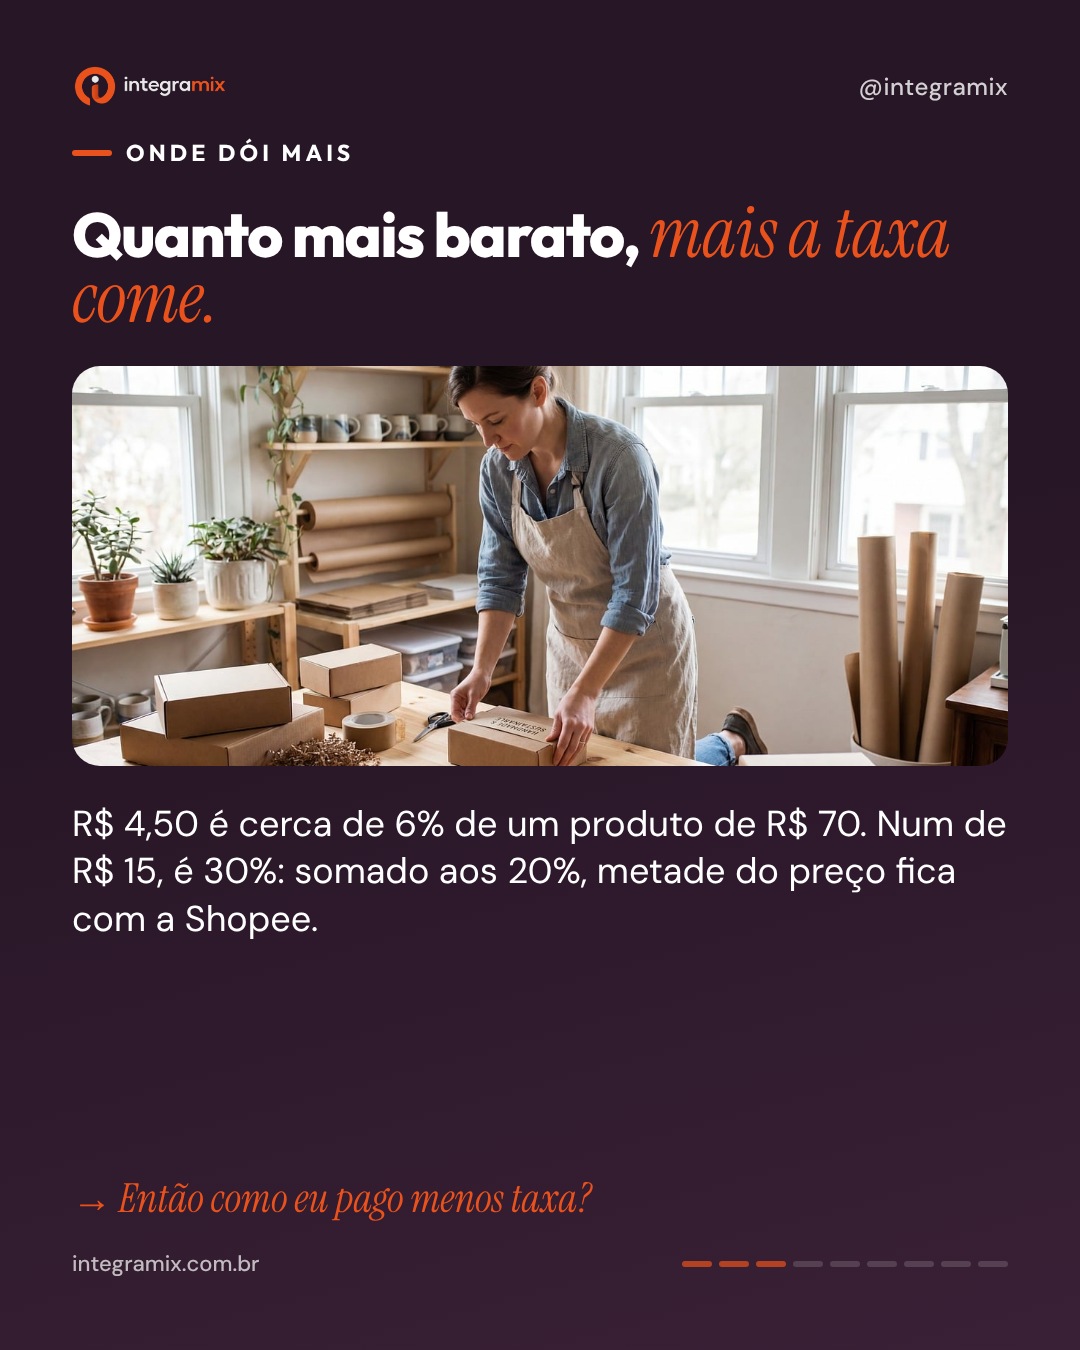 integramix
@integramix
ONDE DÓI MAIS
Quanto mais barato, mais a taxa
come.
R$ 4,50 é cerca de 6% de um produto de R$ 70. Num de
R$ 15, é 30%: somado aos 20%, metade do preço fica
com a Shopee.
→ Então como eu pago menos taxa?
integramix.com.br